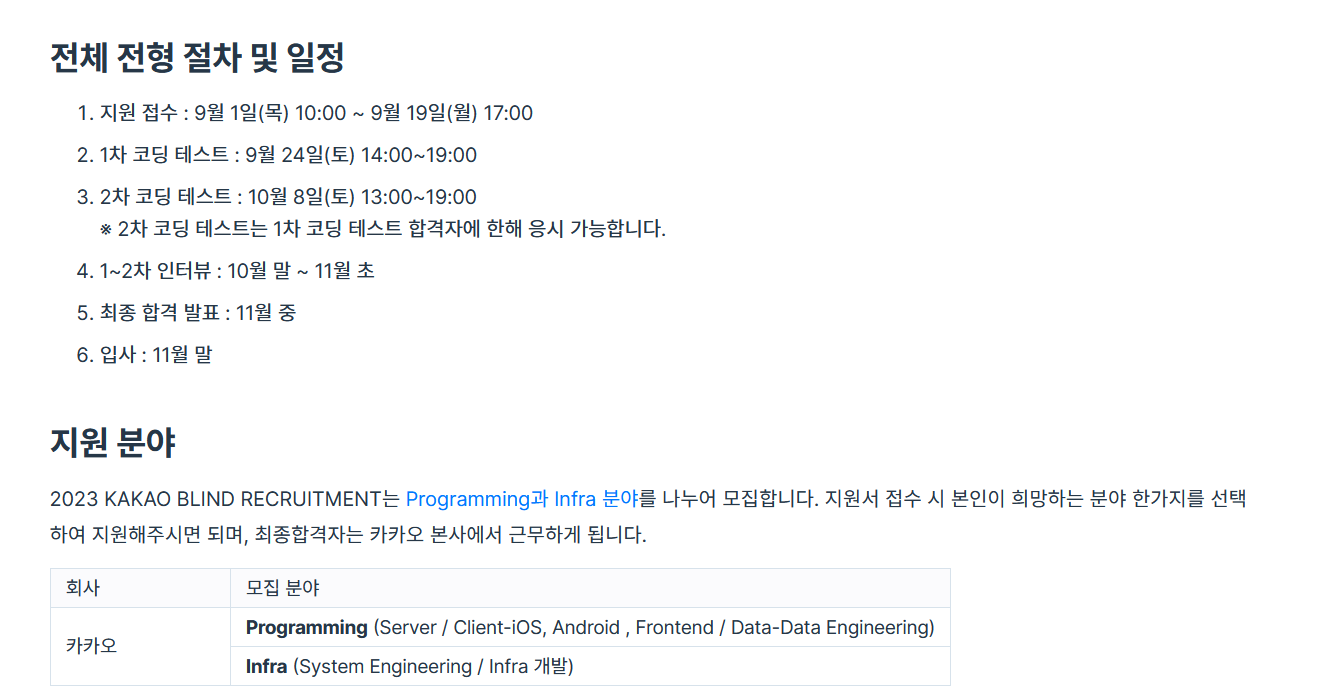 전체 전형 절차 및 일정
1. 지원 접수 : 9월 1일(목) 10:00 ~ 9월 19일(월) 17:00
2. 1차 코딩 테스트 : 9월 24일(토) 14:00~19:00
3. 2차 코딩 테스트 : 10월 8일(토) 13:00~19:00
※ 2차 코딩 테스트는 1차 코딩 테스트 합격자에 한해 응시 가능합니다.
4. 1~2차 인터뷰 : 10월 말 ~ 11월 초
5. 최종 합격 발표 : 11월 중
6. 입사 : 11월 말
지원 분야
2023 KAKAO BLIND RECRUITMENT는 Programming과 Infra 분야를 나누어 모집합니다. 지원서 접수 시 본인이 희망하는 분야 한가지를 선택
하여 지원해주시면 되며, 최종합격자는 카카오 본사에서 근무하게 됩니다.
회사 모집 분야
카카오
Programming (Server / Client-iOS, Android , Frontend / Data-Data Engineering)
Infra (System Engineering / Infra 개발)